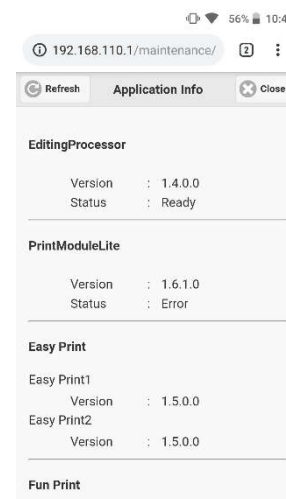 56% 10:4
192.168.110.1/maintenance/ 2
Refresh Application Info Close
EditingProcessor
Version : 1.4.0.0
Status : Ready
PrintModuleLite
Version : 1.6.1.0
Status : Error
Easy Print
Easy Print1
Version : 1.5.0.0
Easy Print2
Version : 1.5.0.0
Fun Print